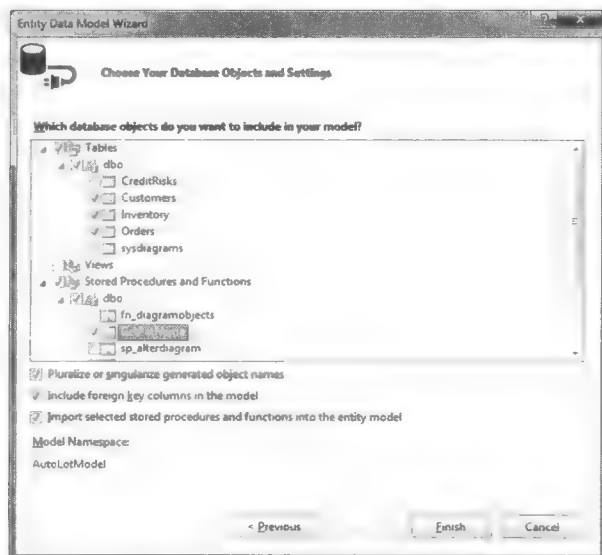 Entity Data Model Wizard
Choose Your Database Objects and Settings
Which database objects do you want to include in your model?
Tables
dbo
CreditRisks
Customers
Inventory
Orders
sysdiagrams
Views
Stored Procedures and Functions
dbo
fn_diagramobjects
sp_alterdiagram
Pluralize or singularize generated object names
Include foreign key columns in the model
Import selected stored procedures and functions into the entity model
Model Namespace:
AutoLotModel
< Previous
Finish
Cancel